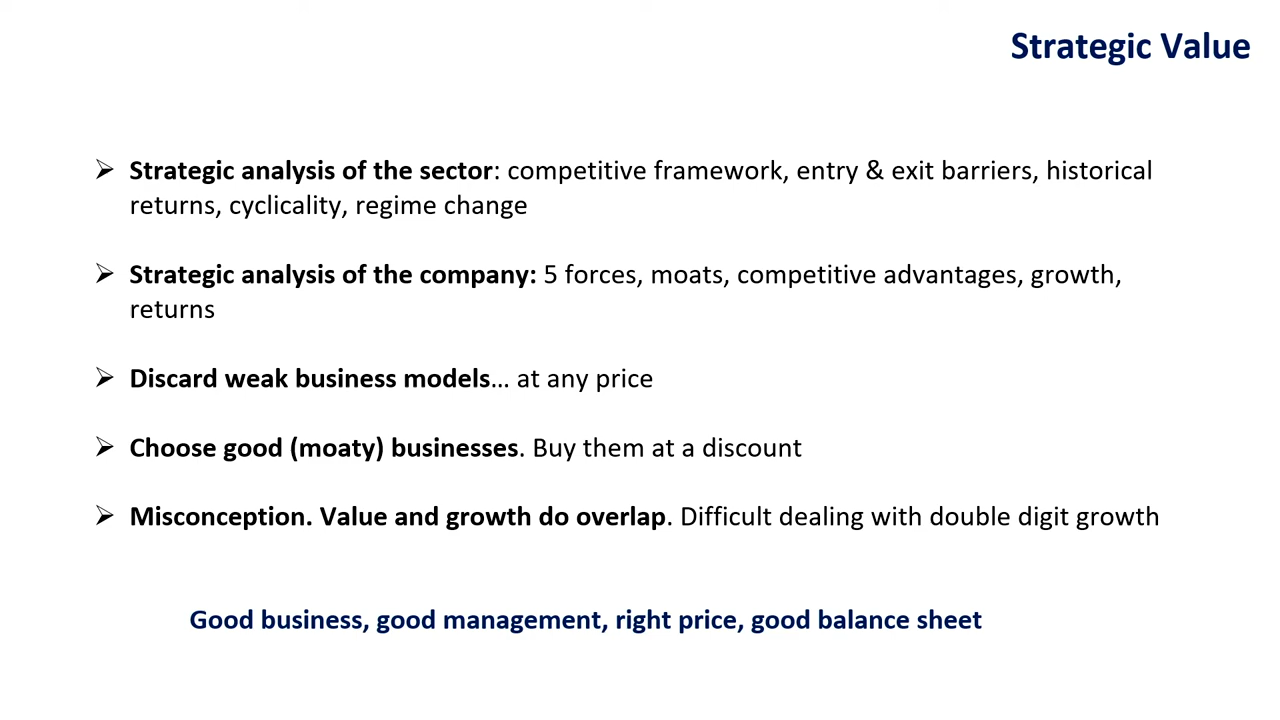 Strategic Value
➢ Strategic analysis of the sector: competitive framework, entry & exit barriers, historical
returns, cyclicality, regime change
➢ Strategic analysis of the company: 5 forces, moats, competitive advantages, growth,
returns
➢ Discard weak business models… at any price
➢ Choose good (moaty) businesses. Buy them at a discount
➢ Misconception. Value and growth do overlap. Difficult dealing with double digit growth
Good business, good management, right price, good balance sheet